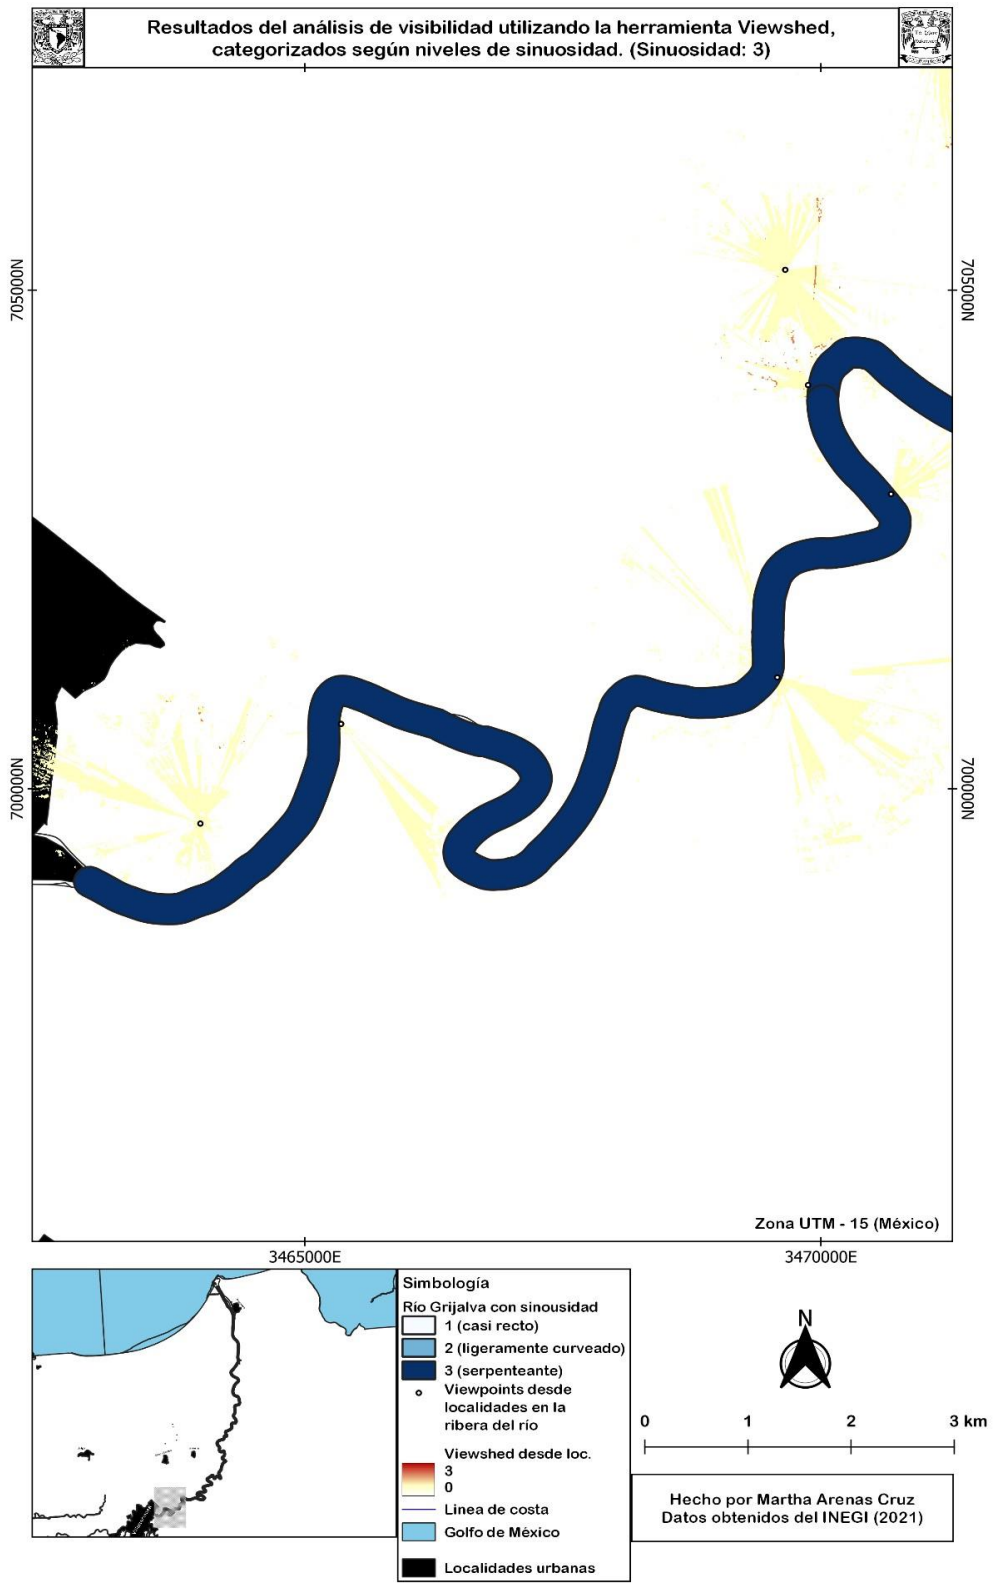 Resultados del análisis de visibilidad utilizando la herramienta Viewshed,
categorizados según niveles de sinuosidad. (Sinuosidad: 3)
705000N
705000N
700000N
700000N
Zona UTM - 15 (México)
3465000E
3470000E
Simbología
Río Grijalva con sinousidad
1 (casi recto)
2 (ligeramente curveado)
3 (serpenteante)
Viewpoints desde
localidades en la
ribera del río
Viewshed desde loc.
3
0
Linea de costa
Golfo de México
Localidades urbanas
N
0 1 2 3 km
Hecho por Martha Arenas Cruz
Datos obtenidos del INEGI (2021)